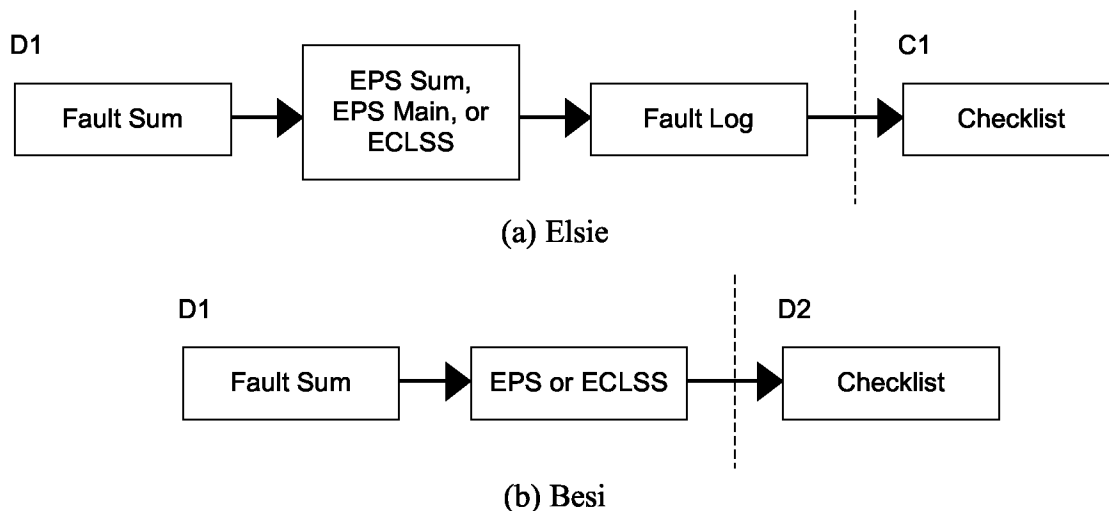 D1
C1
Fault Sum
EPS Sum,
EPS Main, or
ECLSS
Fault Log
Checklist
(a) Elsie
D1
D2
Fault Sum
EPS or ECLSS
Checklist
(b) Besi